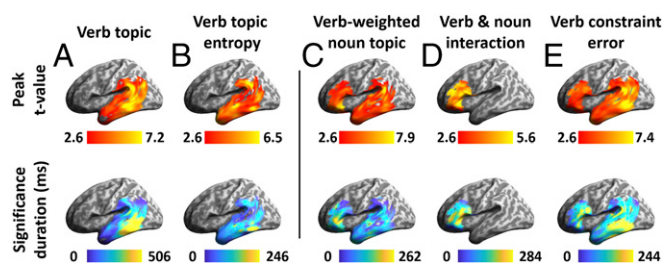 A Verb topic
B Verb topic entropy
C Verb-weighted noun topic
D Verb & noun interaction
E Verb constraint error
Peak t-value
2.6 7.2
2.6 6.5
2.6 7.9
2.6 5.6
2.6 7.4
Significance duration (ms)
0 506
0 246
0 262
0 284
0 244